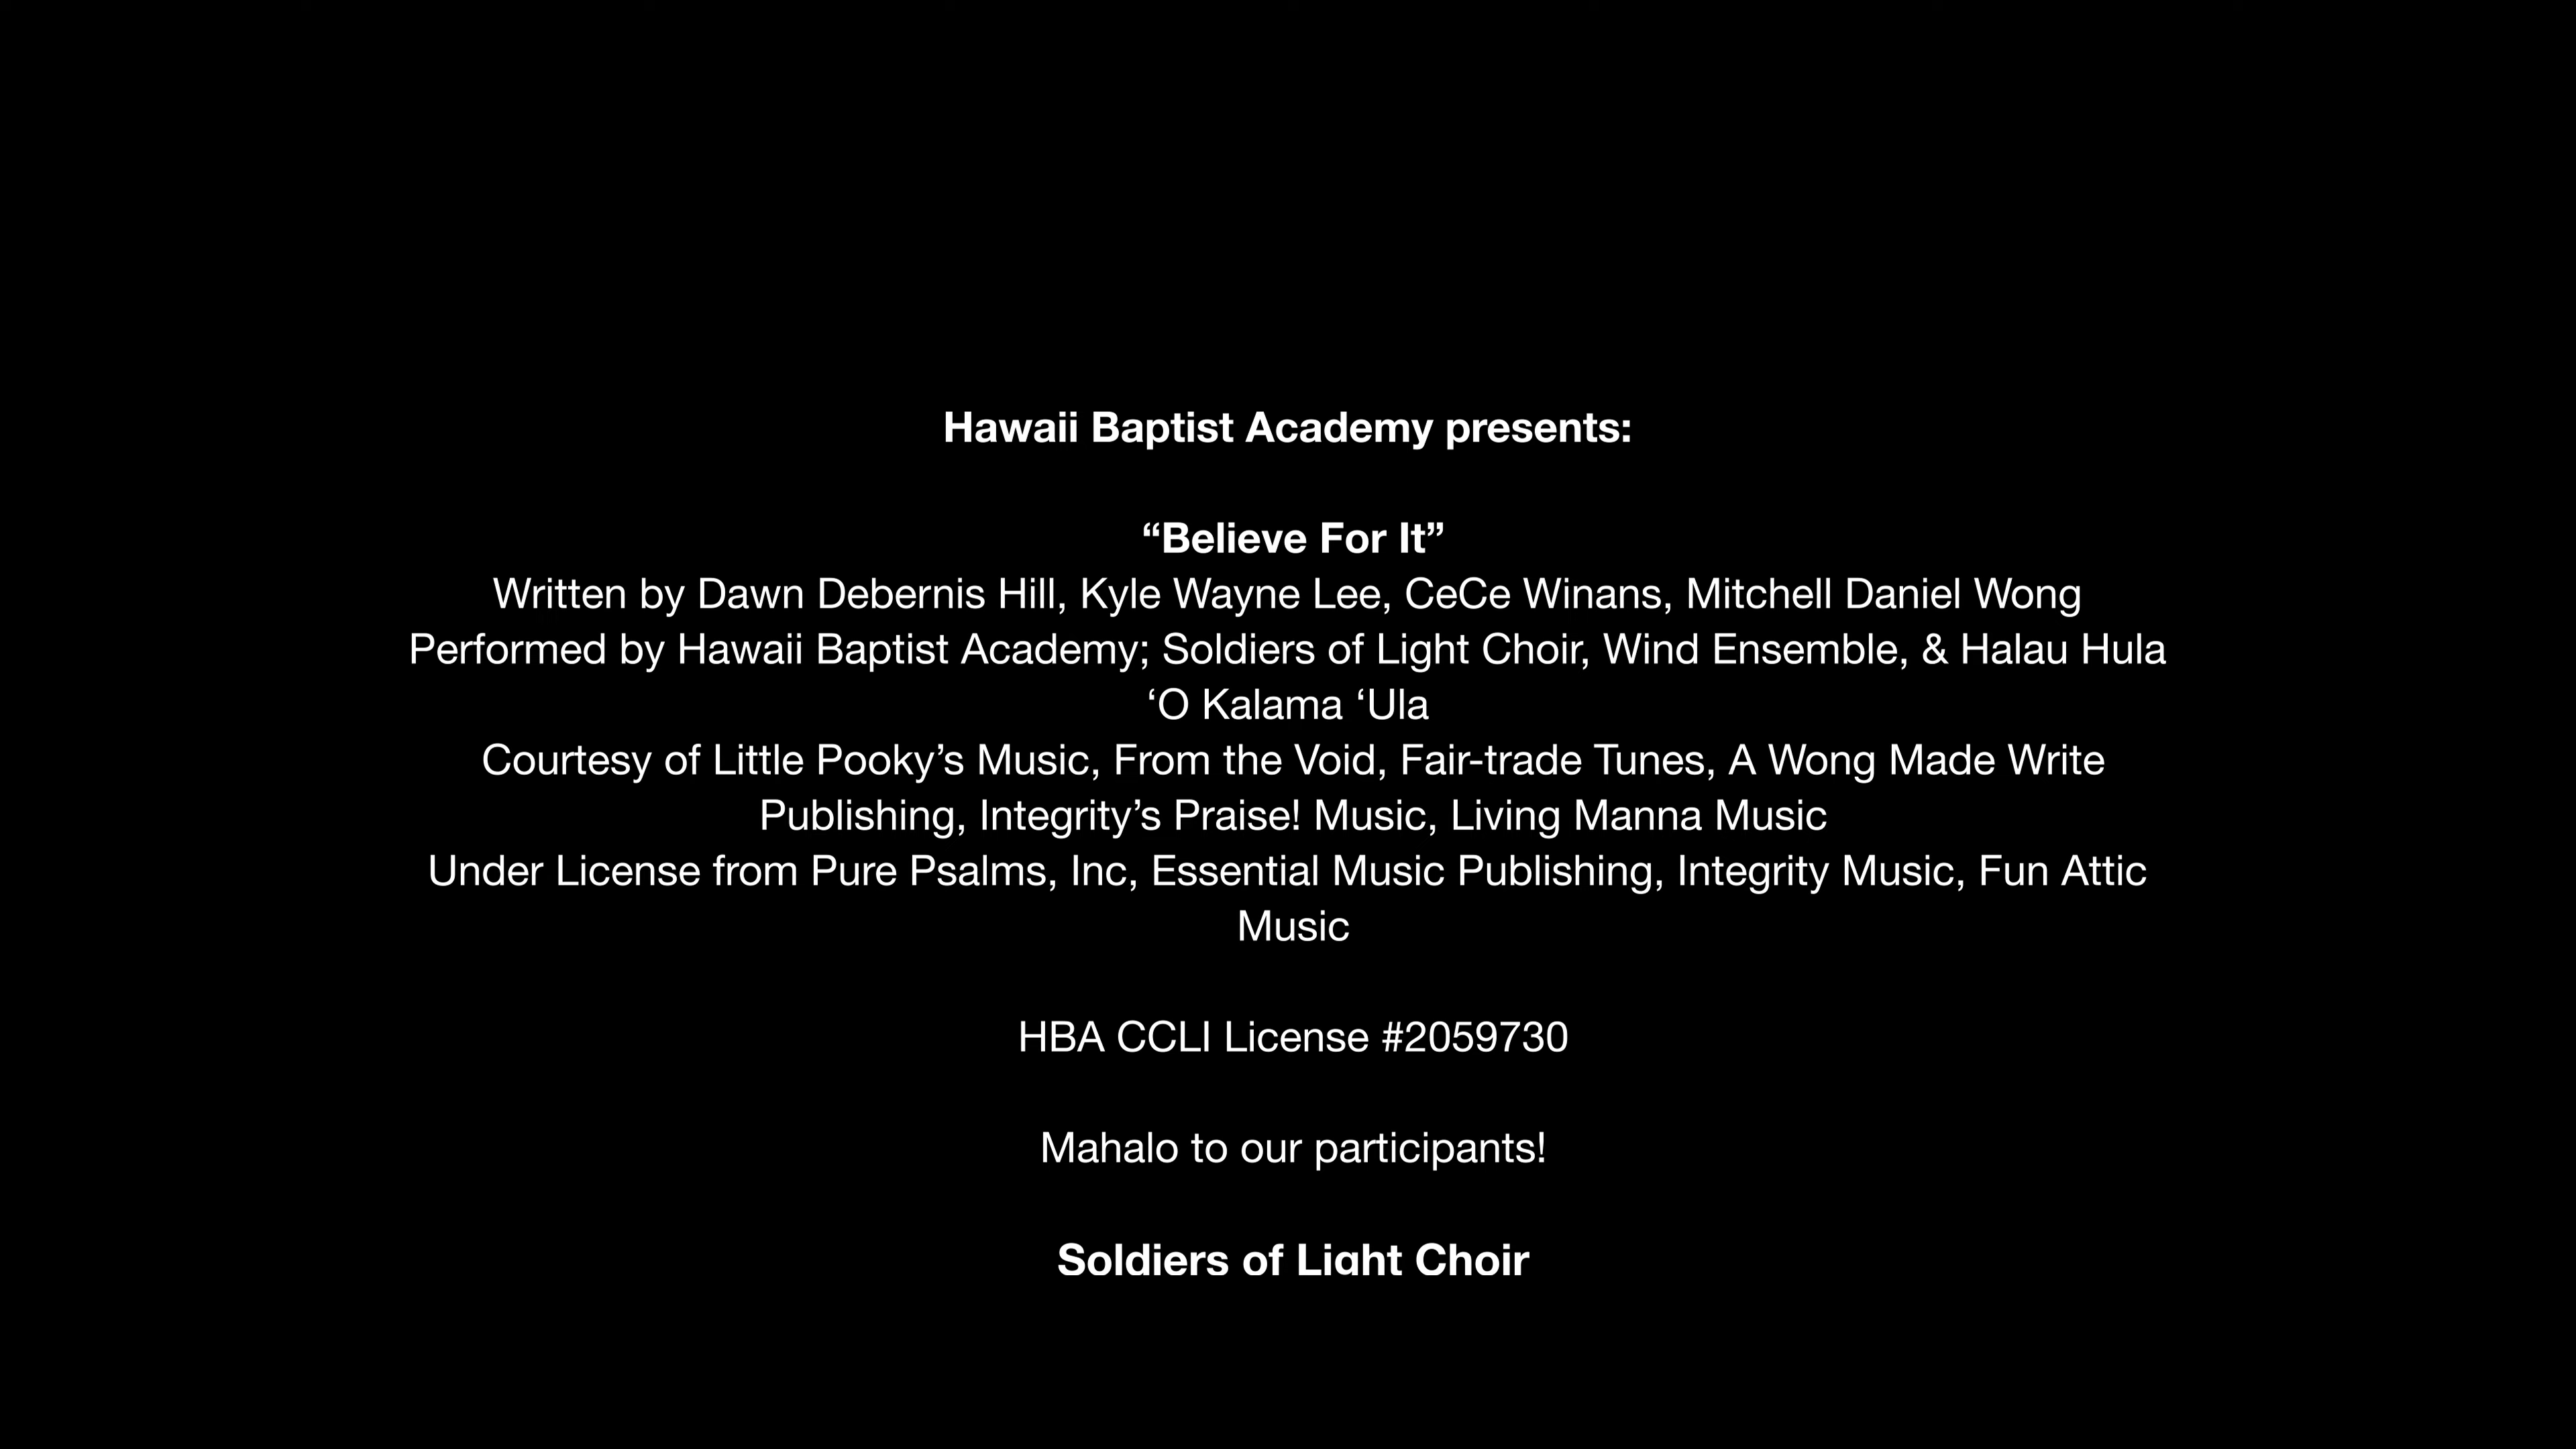 Hawaii Baptist Academy presents:
“Believe For It”
Written by Dawn Debernis Hill, Kyle Wayne Lee, CeCe Winans, Mitchell Daniel Wong
Performed by Hawaii Baptist Academy; Soldiers of Light Choir, Wind Ensemble, & Halau Hula
‘O Kalama ‘Ula
Courtesy of Little Pooky’s Music, From the Void, Fair-trade Tunes, A Wong Made Write
Publishing, Integrity’s Praise! Music, Living Manna Music
Under License from Pure Psalms, Inc, Essential Music Publishing, Integrity Music, Fun Attic
Music
HBA CCLI License #2059730
Mahalo to our participants!
Soldiers of Light Choir